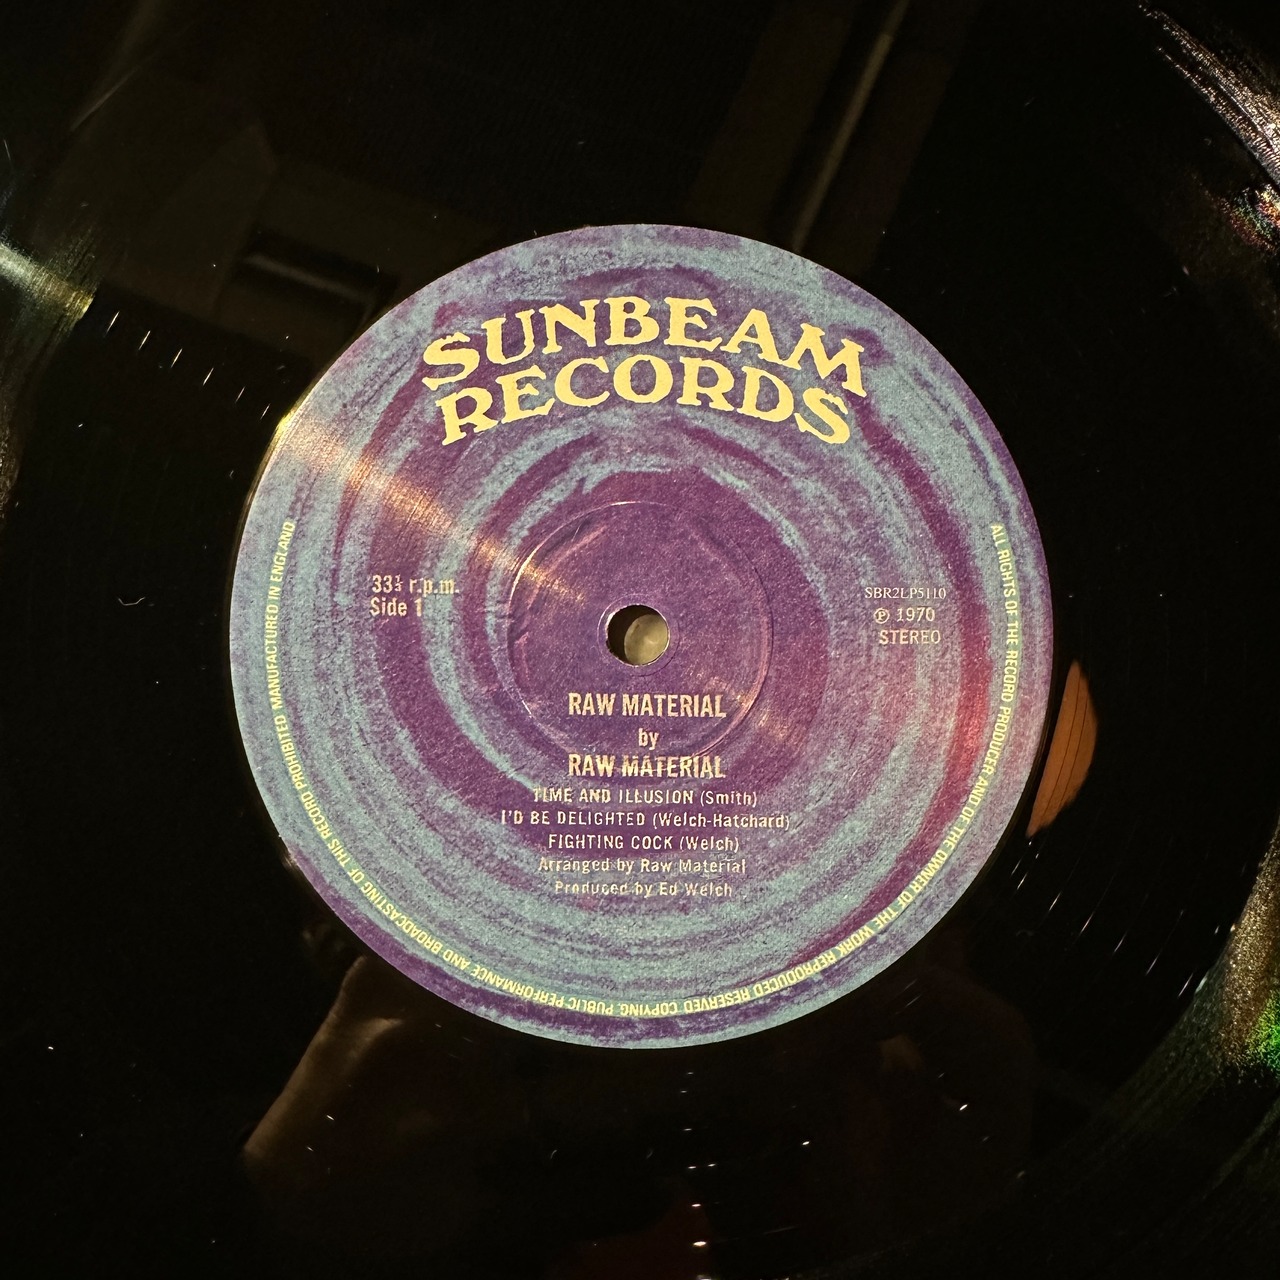 SUNBEAM
RECORDS
33⅓ r.p.m.
Side 1
SBR2LP5110
℗ 1970
STEREO
RAW MATERIAL
by
RAW MATERIAL
TIME AND ILLUSION (Smith)
I'D BE DELIGHTED (Welch-Hatchard)
FIGHTING COCK (Welch)
Arranged by Raw Material
Produced by Ed Welch
ALL RIGHTS OF THE RECORD PRODUCER AND OF THE OWNER OF THE WORK REPRODUCED RESERVED COPYING, PUBLIC PERFORMANCE AND BROADCASTING OF THIS RECORD PROHIBITED MANUFACTURED IN ENGLAND